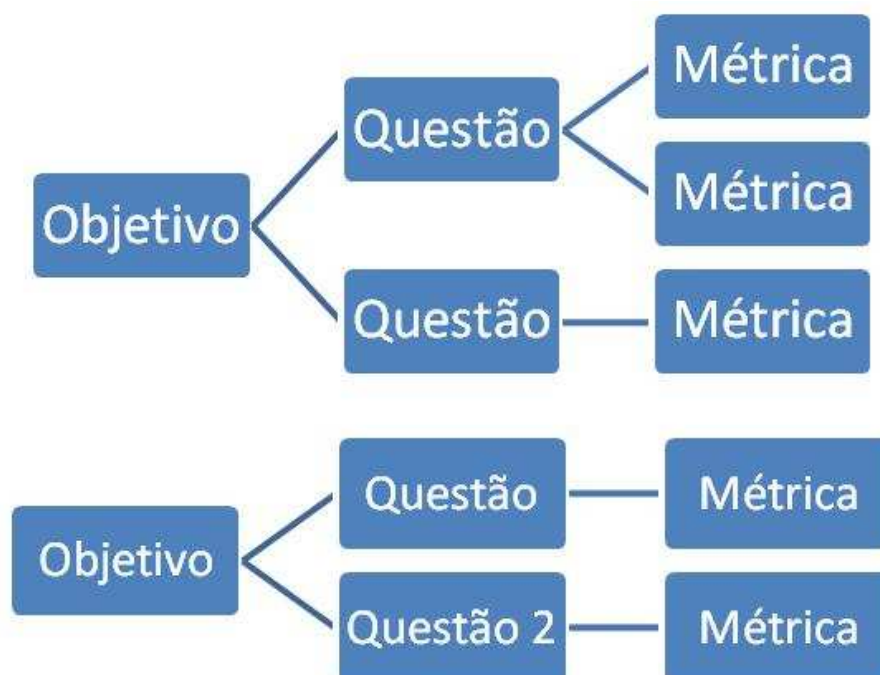 Métrica
Questão
Métrica
Objetivo
Questão
Métrica
Questão
Métrica
Objetivo
Questão 2
Métrica